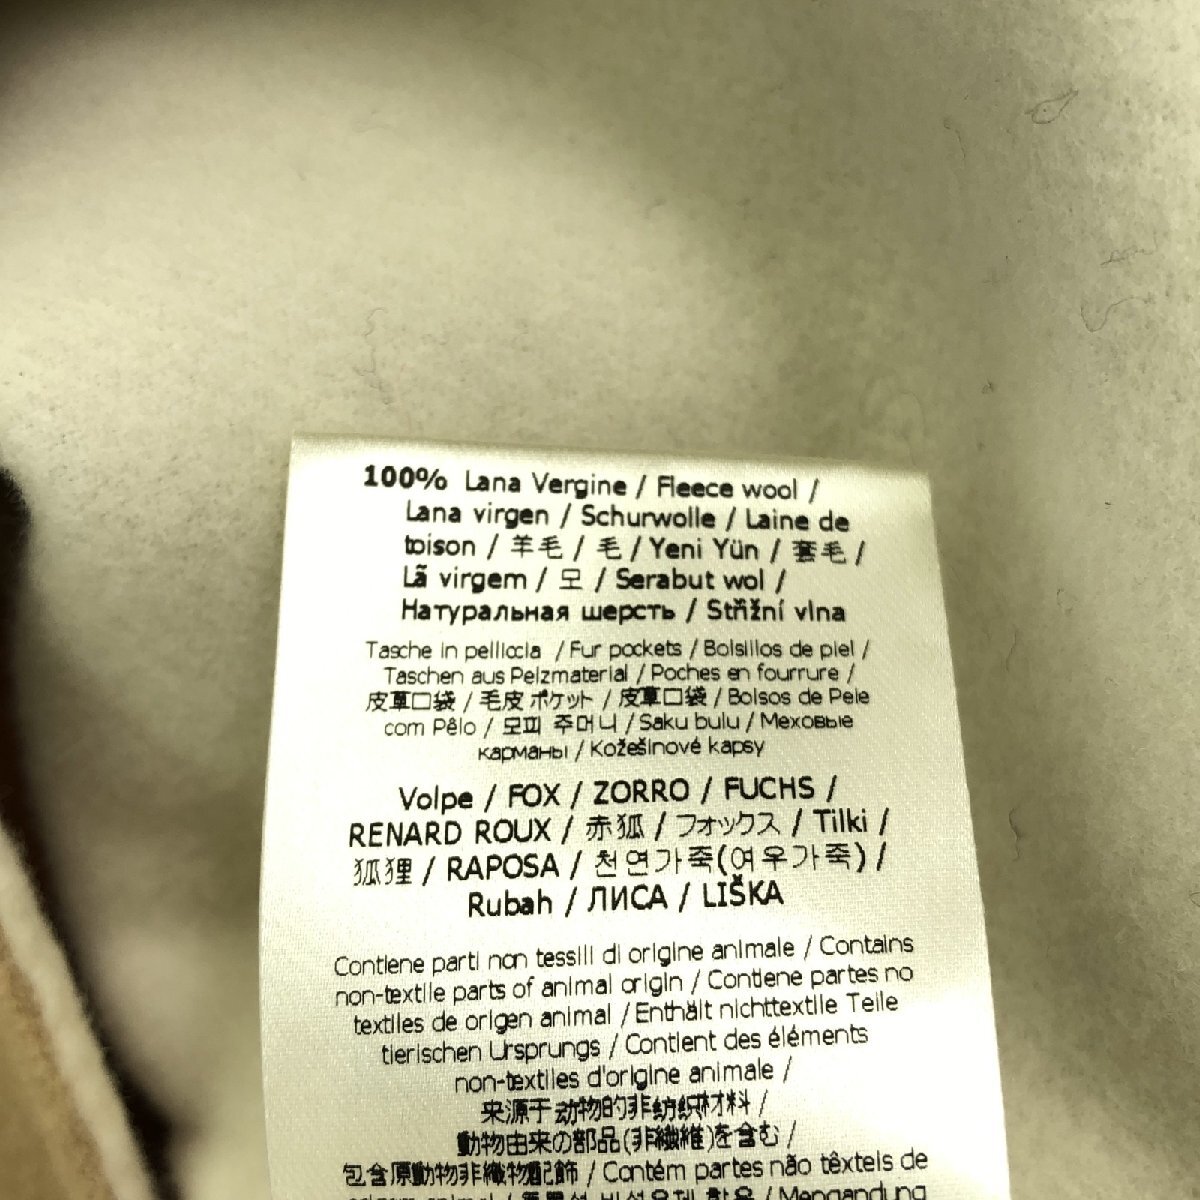 100% Lana Vergine / Fleece wool /
Lana virgen / Schurwolle / Laine de
toison / 羊毛 / 毛 / Yeni Yün / 套毛 /
Lã virgem / 모 / Serabut wol /
Натуральная шерсть / Střižní vlna
Tasche in pelliccia / Fur pockets / Bolsillos de piel /
Taschen aus Pelzmaterial / Poches en fourrure /
皮草口袋 / 毛皮 ポケット / 皮草口袋 / Bolsos de Pele
com Pêlo / 모피 주머니 / Saku bulu / Меховые
карманы / Kožešinové kapsy
Volpe / FOX / ZORRO / FUCHS /
RENARD ROUX / 赤狐 / フォックス / Tilki /
狐狸 / RAPOSA / 천연가죽(여우가죽) /
Rubah / ЛИСА / LIŠKA
Contiene parti non tessili di origine animale / Contains
non-textile parts of animal origin / Contiene partes no
textiles de origen animal / Enthält nichttextile Teile
tierischen Ursprungs / Contient des éléments
non-textiles d'origine animale /
来源于动物的非纺织材料 /
動物由来の部品(非繊維)を含む /
包含原動物非織物配飾 / Contém partes não têxteis de
/ Mengandung